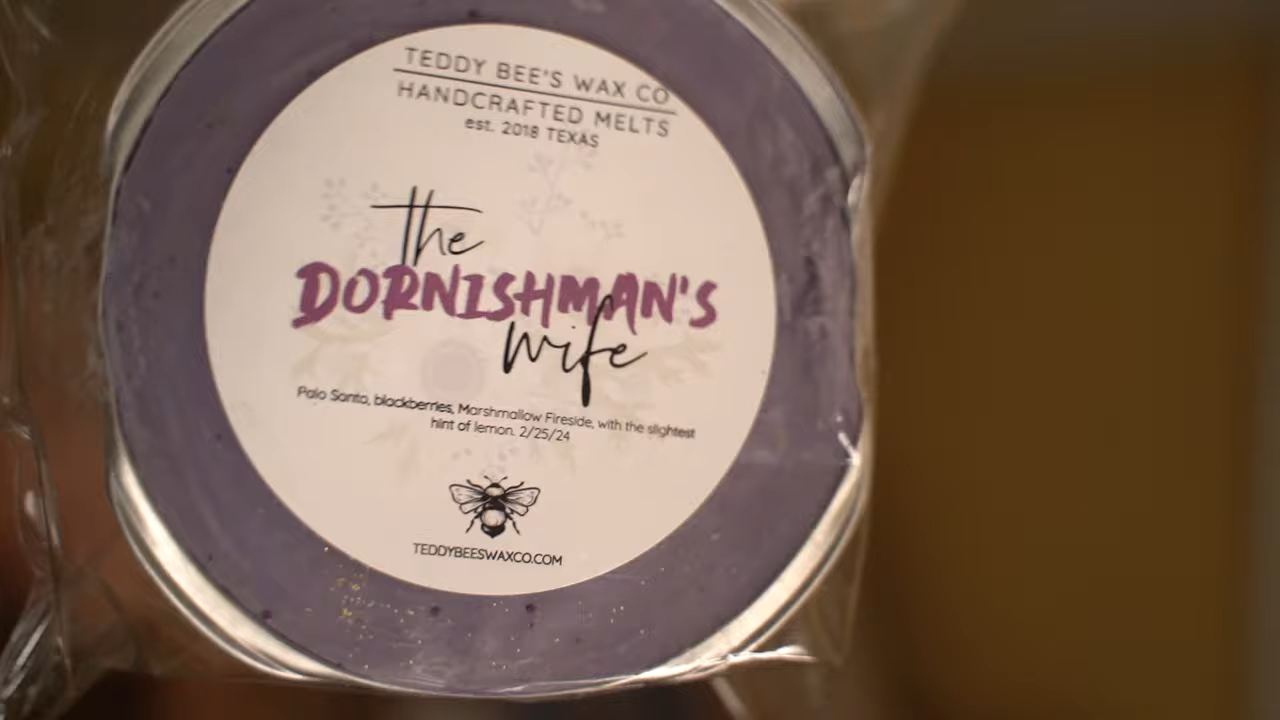 TEDDY BEE'S WAX CO
HANDCRAFTED MELTS
est. 2018 TEXAS
the
DORNISHMAN'S
wife
Palo Santo, blackberries, Marshmallow Fireside, with the slightest
hint of lemon. 2/25/24
TEDDYBEESWAXCO.COM